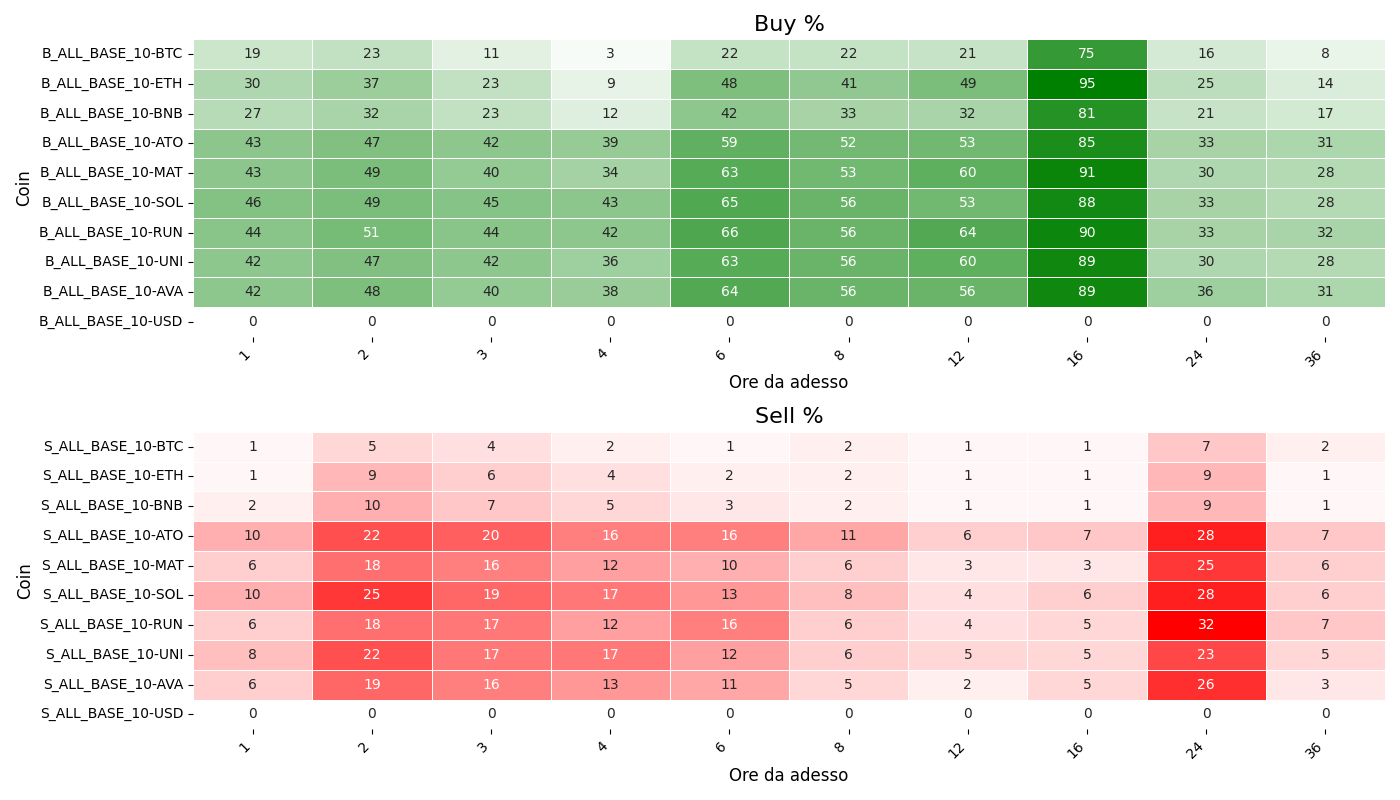 Buy %
Coin
B_ALL_BASE_10-BTC 19 23 11 3 22 22 21 75 16 8
B_ALL_BASE_10-ETH 30 37 23 9 48 41 49 95 25 14
B_ALL_BASE_10-BNB 27 32 23 12 42 33 32 81 21 17
B_ALL_BASE_10-ATO 43 47 42 39 59 52 53 85 33 31
B_ALL_BASE_10-MAT 43 49 40 34 63 53 60 91 30 28
B_ALL_BASE_10-SOL 46 49 45 43 65 56 53 88 33 28
B_ALL_BASE_10-RUN 44 51 44 42 66 56 64 90 33 32
B_ALL_BASE_10-UNI 42 47 42 36 63 56 60 89 30 28
B_ALL_BASE_10-AVA 42 48 40 38 64 56 56 89 36 31
B_ALL_BASE_10-USD 0 0 0 0 0 0 0 0 0 0
1 2 3 4 6 8 12 16 24 36
Ore da adesso
Sell %
Coin
S_ALL_BASE_10-BTC 1 5 4 2 1 2 1 1 7 2
S_ALL_BASE_10-ETH 1 9 6 4 2 2 1 1 9 1
S_ALL_BASE_10-BNB 2 10 7 5 3 2 1 1 9 1
S_ALL_BASE_10-ATO 10 22 20 16 16 11 6 7 28 7
S_ALL_BASE_10-MAT 6 18 16 12 10 6 3 3 25 6
S_ALL_BASE_10-SOL 10 25 19 17 13 8 4 6 28 6
S_ALL_BASE_10-RUN 6 18 17 12 16 6 4 5 32 7
S_ALL_BASE_10-UNI 8 22 17 17 12 6 5 5 23 5
S_ALL_BASE_10-AVA 6 19 16 13 11 5 2 5 26 3
S_ALL_BASE_10-USD 0 0 0 0 0 0 0 0 0 0
1 2 3 4 6 8 12 16 24 36
Ore da adesso